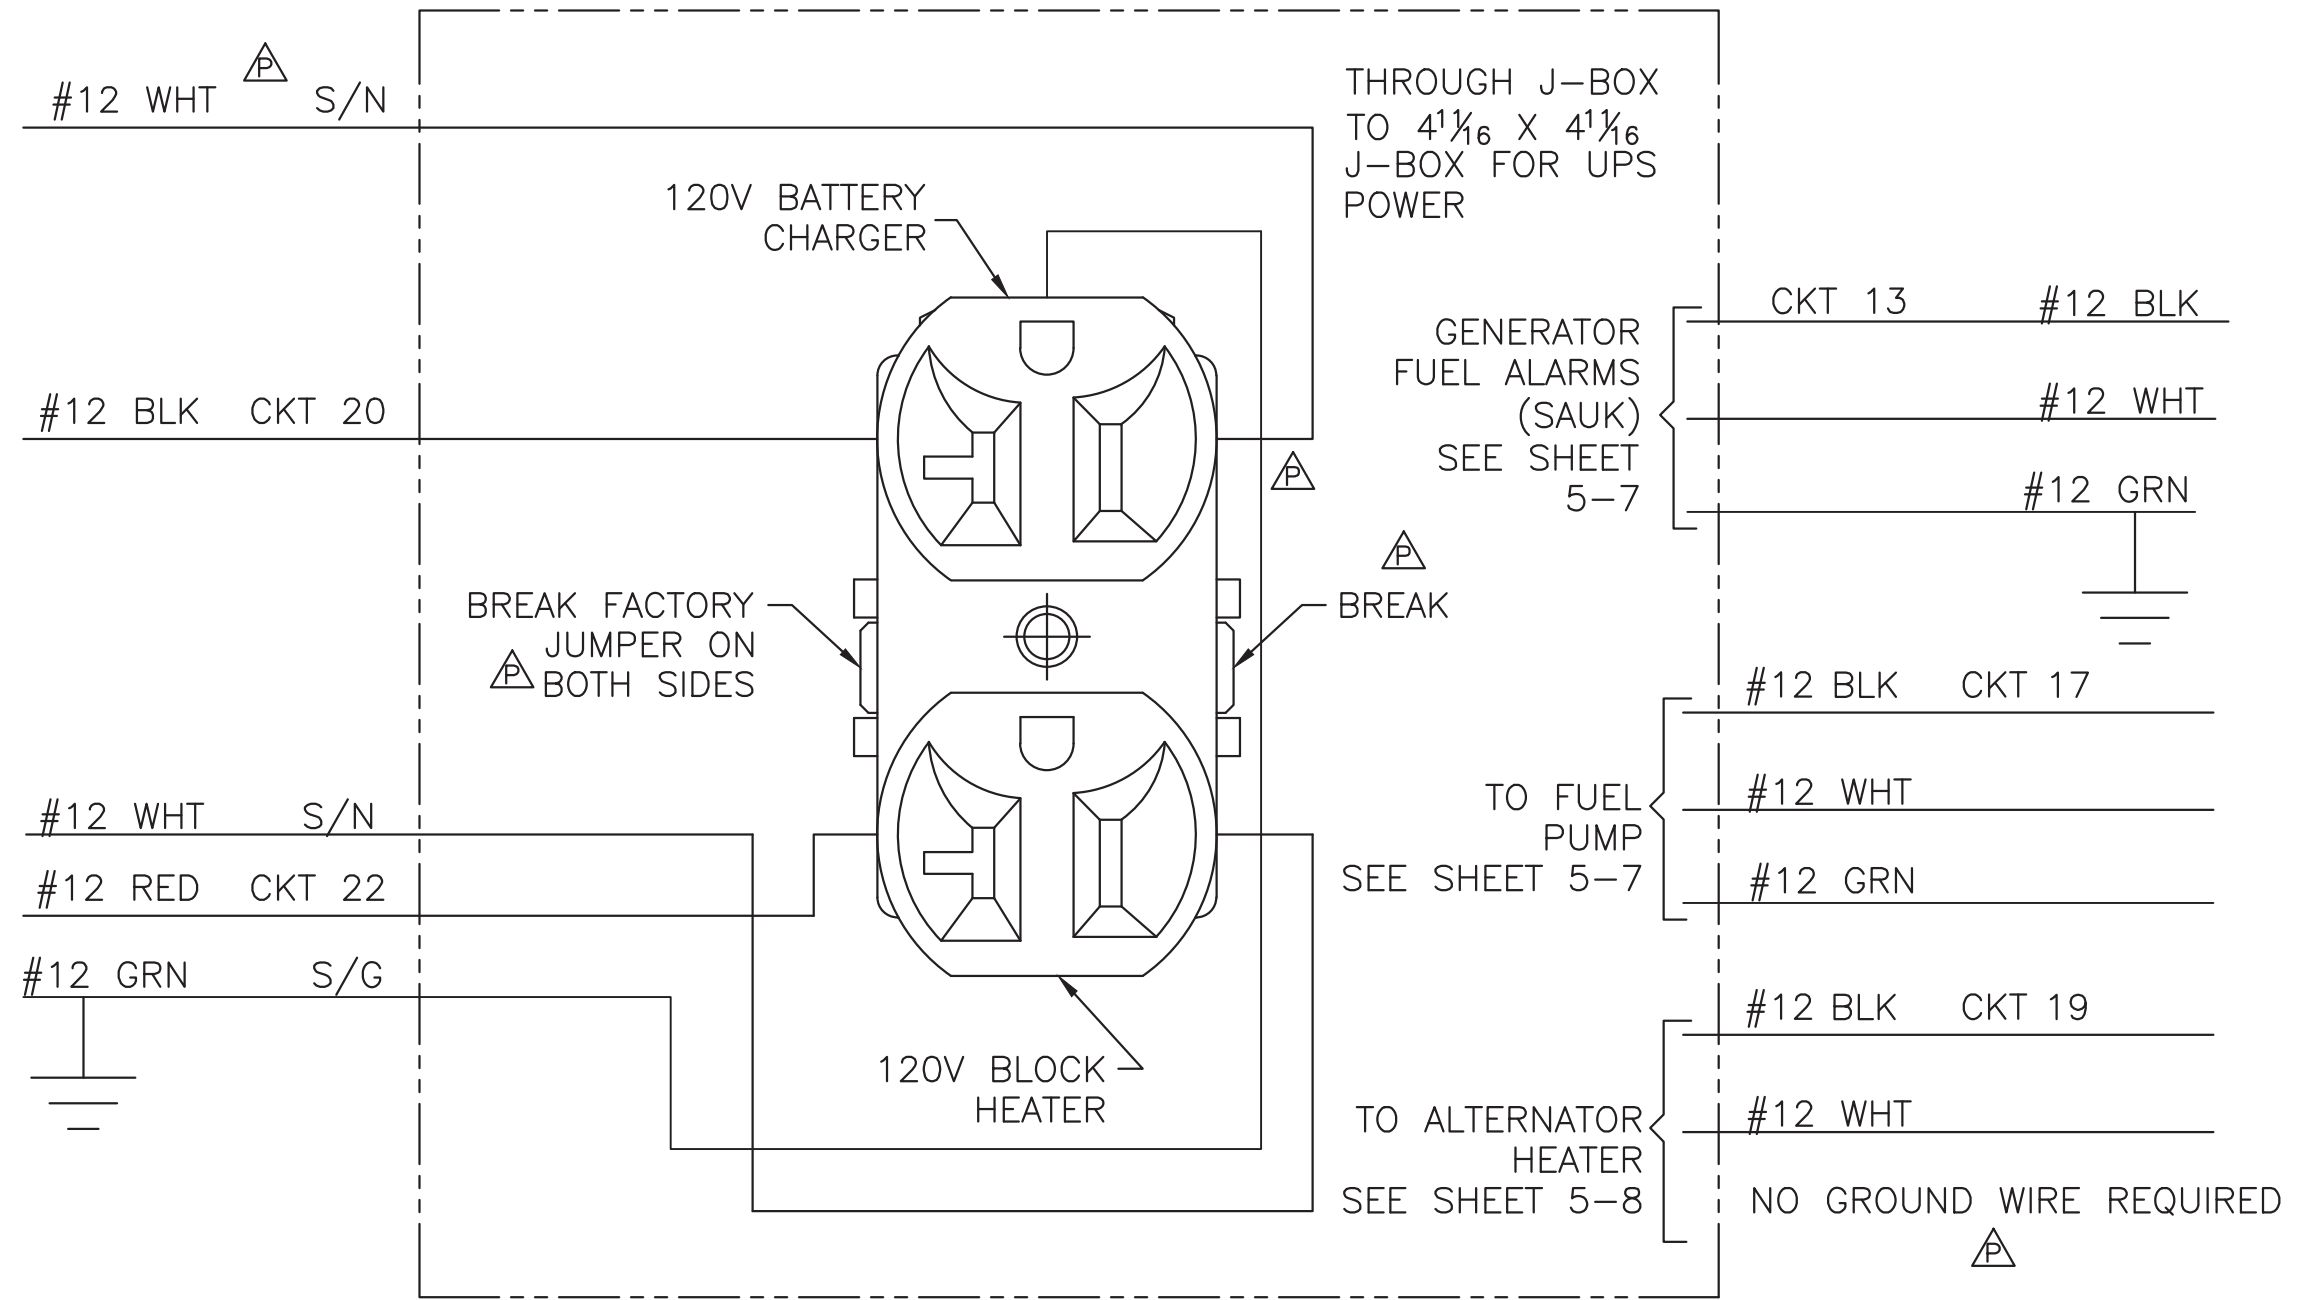 P
#12 WHT S/N
THROUGH J-BOX
TO 4 11/16 X 4 11/16
J-BOX FOR UPS
POWER
120V BATTERY
CHARGER
#12 BLK CKT 20
P
GENERATOR
FUEL ALARMS
(SAUK)
SEE SHEET
5-7
CKT 13 #12 BLK
#12 WHT
#12 GRN
BREAK FACTORY
JUMPER ON
P BOTH SIDES
P
BREAK
#12 BLK CKT 17
#12 WHT
#12 GRN
TO FUEL
PUMP
SEE SHEET 5-7
#12 WHT S/N
#12 RED CKT 22
#12 GRN S/G
120V BLOCK
HEATER
#12 BLK CKT 19
#12 WHT
TO ALTERNATOR
HEATER
SEE SHEET 5-8
NO GROUND WIRE REQUIRED
P